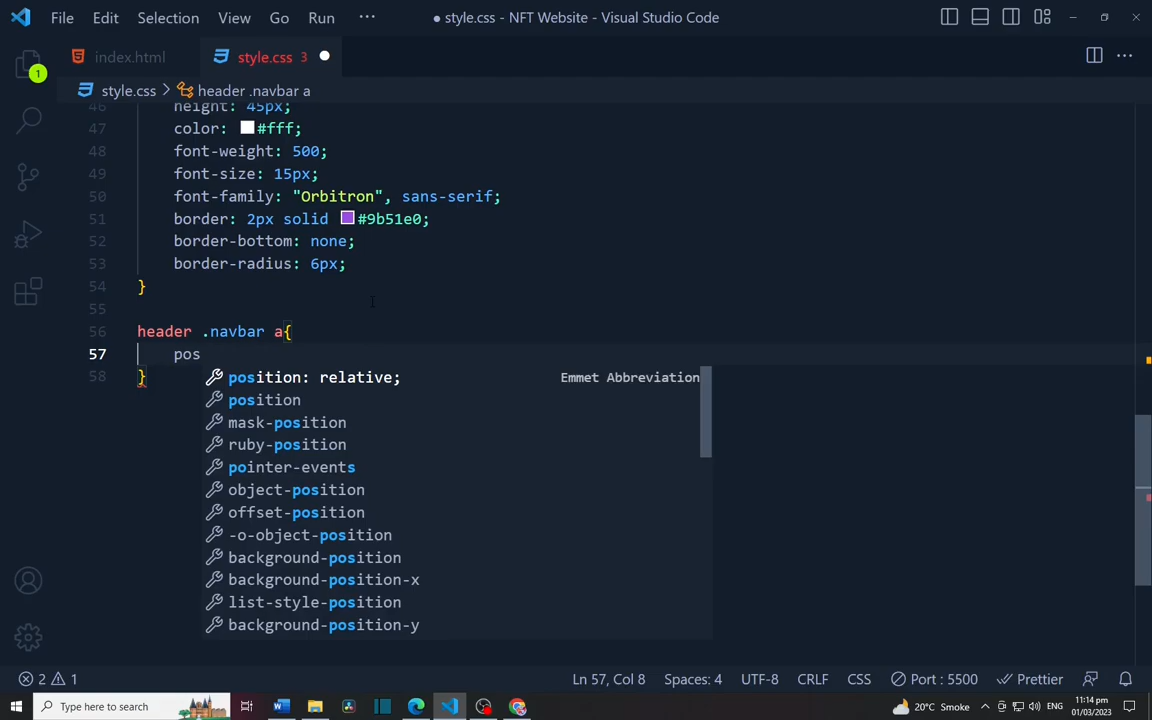 File Edit Selection View Go Run ··· ● style.css - NFT Website - Visual Studio Code
index.html style.css 3
style.css > header .navbar a
1
46 height: 45px;
47 color: #fff;
48 font-weight: 500;
49 font-size: 15px;
50 font-family: "Orbitron", sans-serif;
51 border: 2px solid #9b51e0;
52 border-bottom: none;
53 border-radius: 6px;
54 }
55
56 header .navbar a{
57 pos
58 }
position: relative; Emmet Abbreviation
position
mask-position
ruby-position
pointer-events
object-position
offset-position
-o-object-position
background-position
background-position-x
list-style-position
background-position-y
2 1 Ln 57, Col 8 Spaces: 4 UTF-8 CRLF CSS Port : 5500 Prettier
Type here to search 20°C Smoke ENG 11:14 pm
01/03/2023